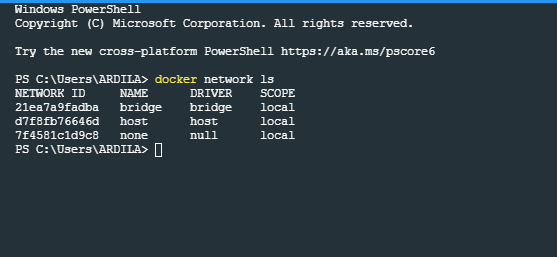 Windows PowerShell
Copyright (C) Microsoft Corporation. All rights reserved.
Try the new cross-platform PowerShell https://aka.ms/pscore6
PS C:\Users\ARDILA> docker network ls
NETWORK ID     NAME      DRIVER    SCOPE
21ea7a9fadba   bridge    bridge    local
d7f8fb76646d   host      host      local
7f4581c1d9c8   none      null      local
PS C:\Users\ARDILA>